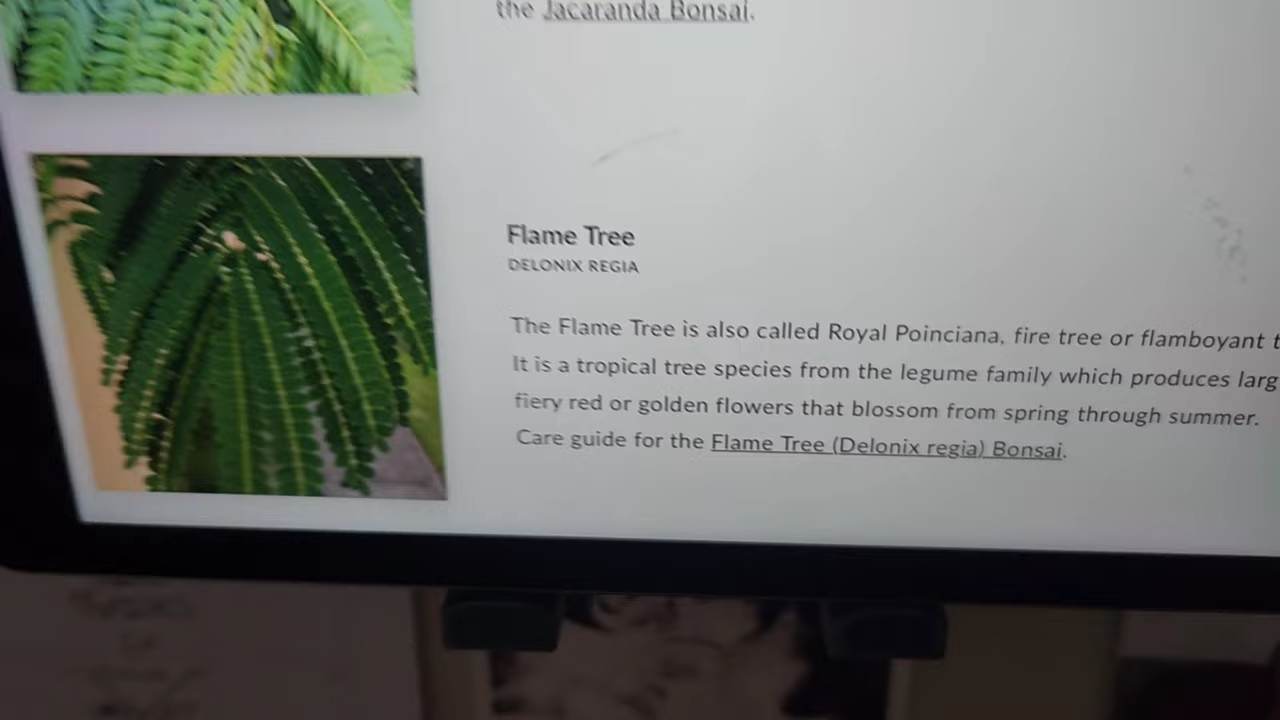 the Jacaranda Bonsai.
Flame Tree
DELONIX REGIA
The Flame Tree is also called Royal Poinciana, fire tree or flamboyant t
It is a tropical tree species from the legume family which produces larg
fiery red or golden flowers that blossom from spring through summer.
Care guide for the Flame Tree (Delonix regia) Bonsai.